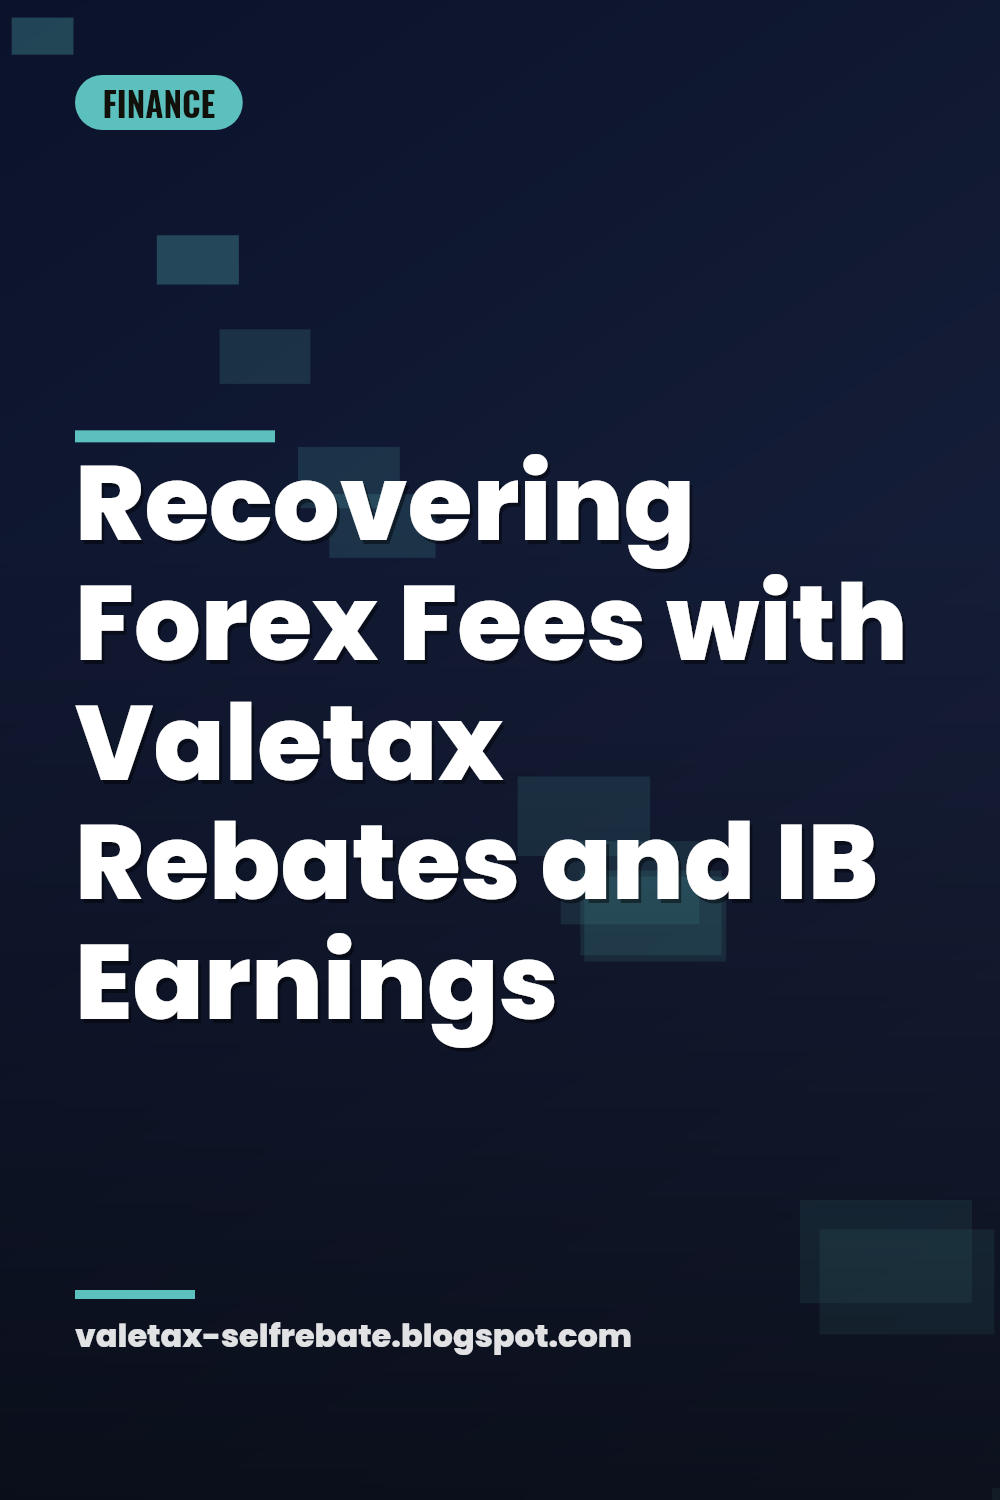 FINANCE
Recovering
Forex Fees with
Valetax
Rebates and IB
Earnings
valetax-selfrebate.blogspot.com